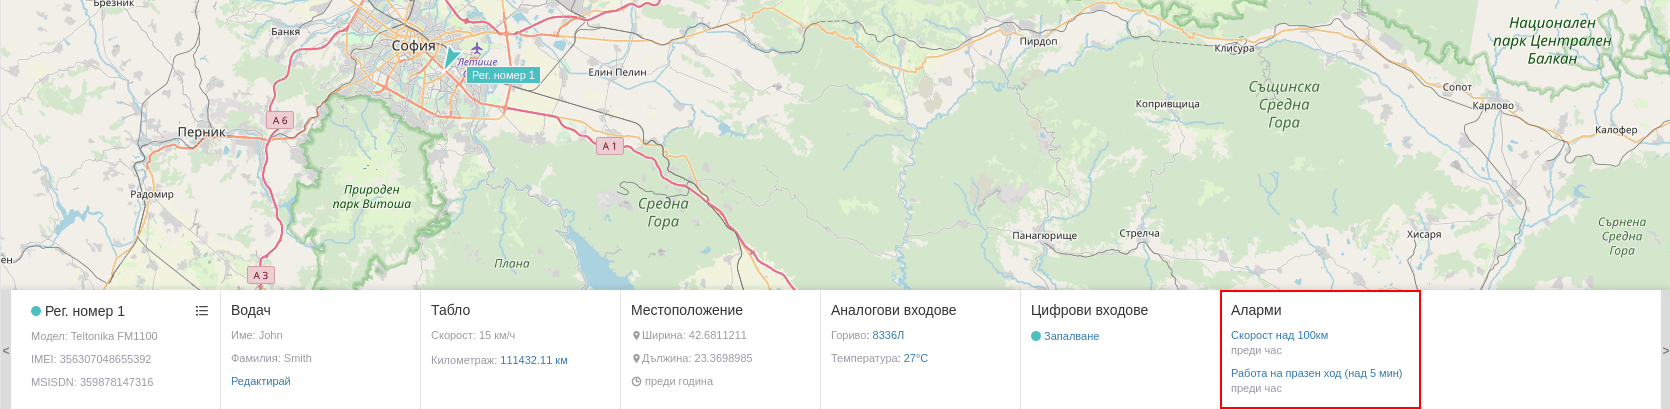 Брезник
Банкя
София
Летище
Рег. номер 1
Елин Пелин
Пирдоп
Клисура
Национален
парк Централен
Балкан
Сопот
Карлово
Копривщица
Същинска
Средна
Гора
Калофер
Перник
А 6
А 1
Радомир
Природен
парк Витоша
Средна
Гора
Панагюрище
Стрелча
Хисаря
Сърнена
Средна
Гора
ен
А 3
Плана
<
Рег. номер 1
Модел: Teltonika FM1100
IMEI: 356307048655392
MSISDN: 359878147316
Водач
Име: John
Фамилия: Smith
Редактирай
Табло
Скорост: 15 км/ч
Километраж: 111432.11 км
Местоположение
Ширина: 42.6811211
Дължина: 23.3698985
преди година
Аналогови входове
Гориво: 8336Л
Температура: 27°C
Цифрови входове
Запалване
Аларми
Скорост над 100км
преди час
Работа на празен ход (над 5 мин)
преди час
>